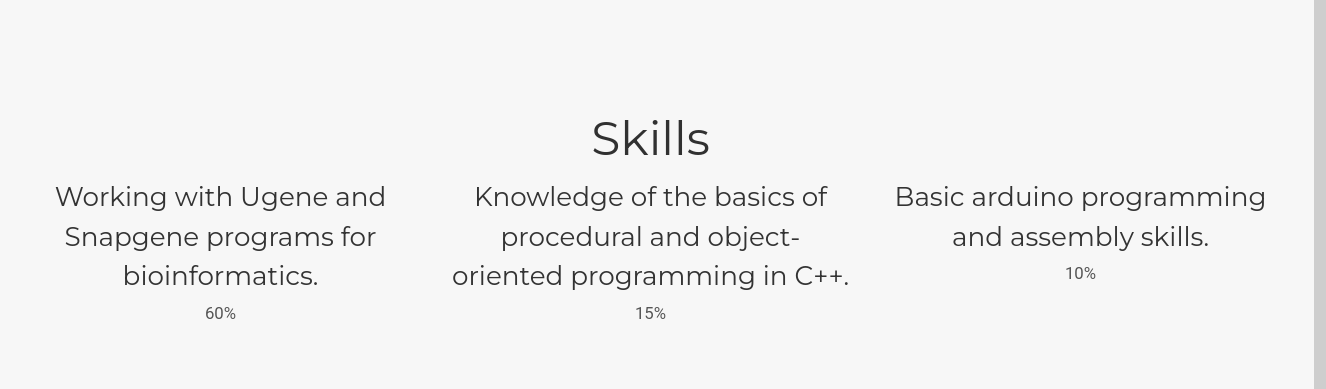 Skills
Working with Ugene and
Snapgene programs for
bioinformatics.
60%
Knowledge of the basics of
procedural and object-
oriented programming in C++.
15%
Basic arduino programming
and assembly skills.
10%